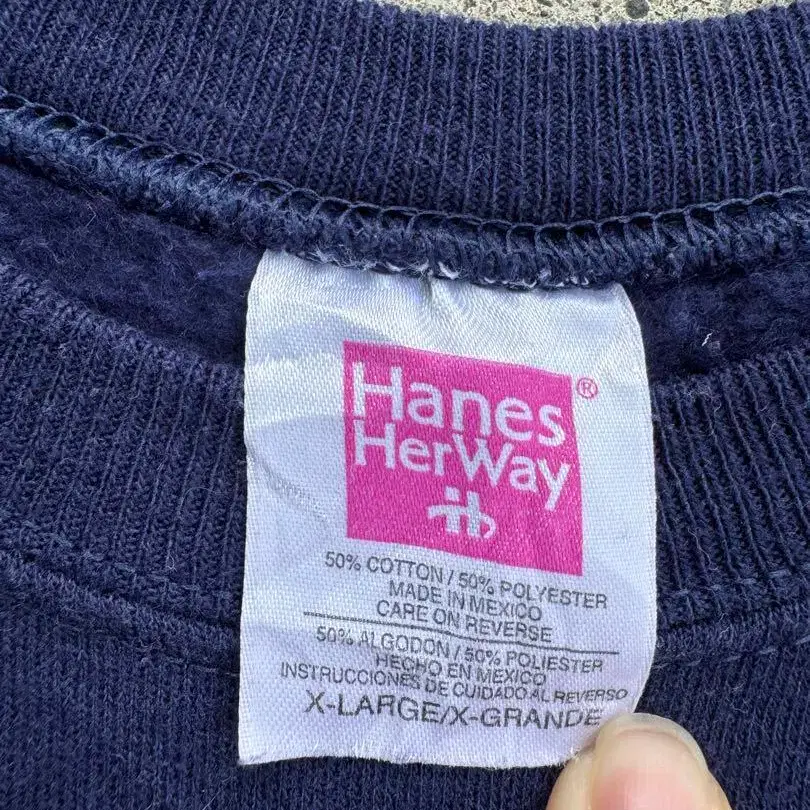 Hanes®
HerWay
50% COTTON / 50% POLYESTER
MADE IN MEXICO
CARE ON REVERSE
50% ALGODON / 50% POLIESTER
HECHO EN MEXICO
INSTRUCCIONES DE CUIDADO AL REVERSO
X-LARGE/X-GRANDE